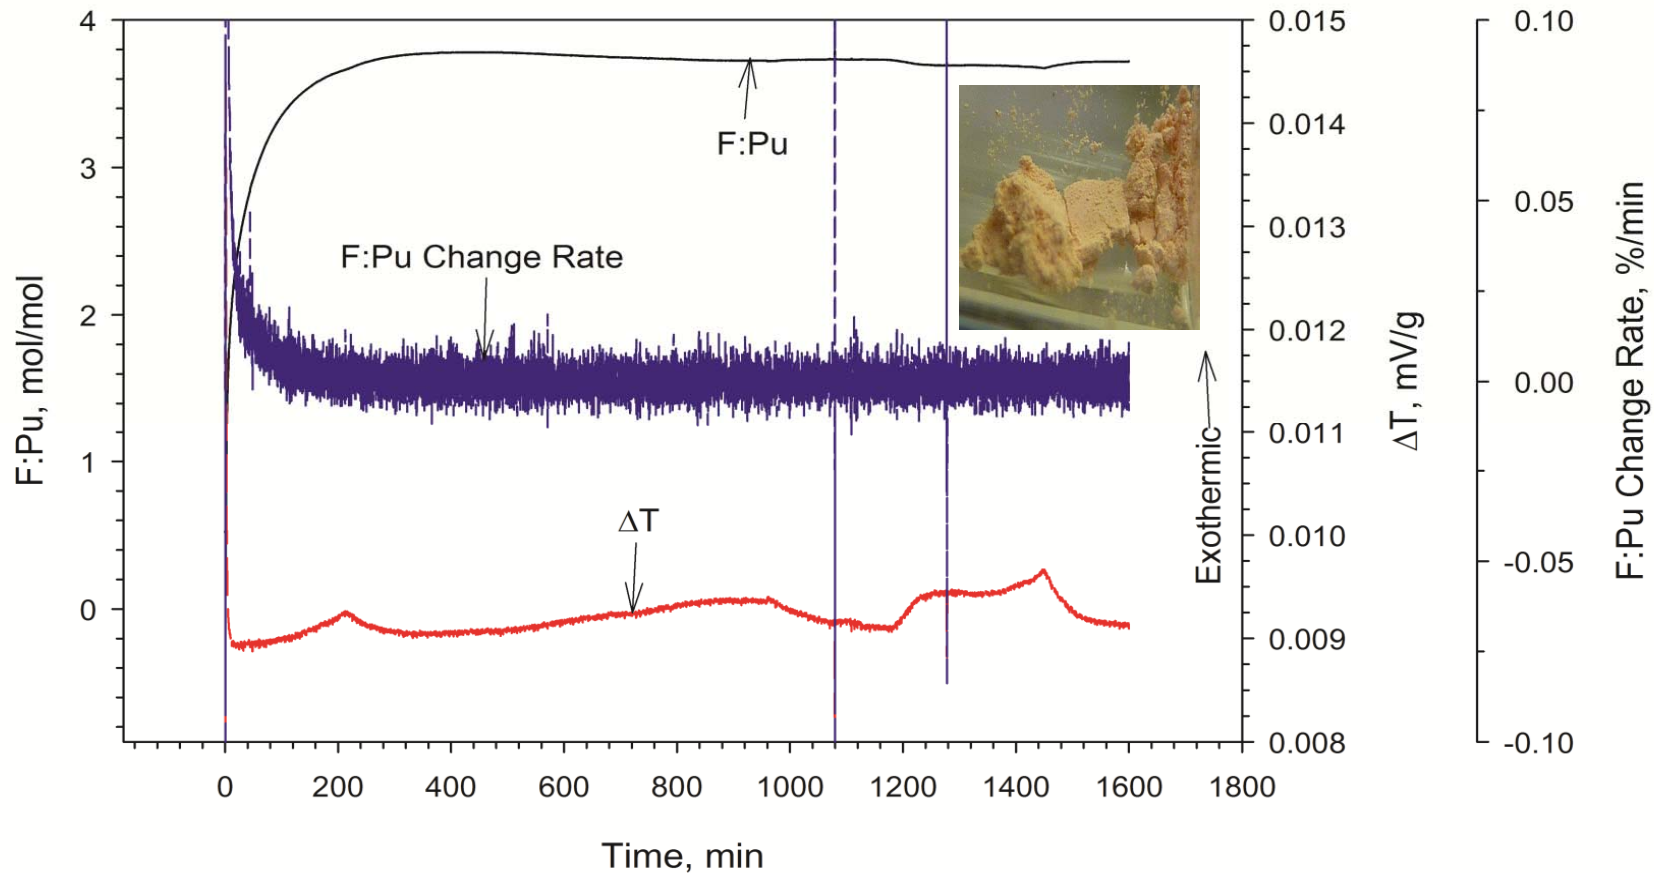 4
3
2
1
0
F:Pu, mol/mol
F:Pu
F:Pu Change Rate
ΔT
Exothermic
0.015
0.014
0.013
0.012
0.011
0.010
0.009
0.008
ΔT, mV/g
0.10
0.05
0.00
-0.05
-0.10
F:Pu Change Rate, %/min
0 200 400 600 800 1000 1200 1400 1600 1800
Time, min